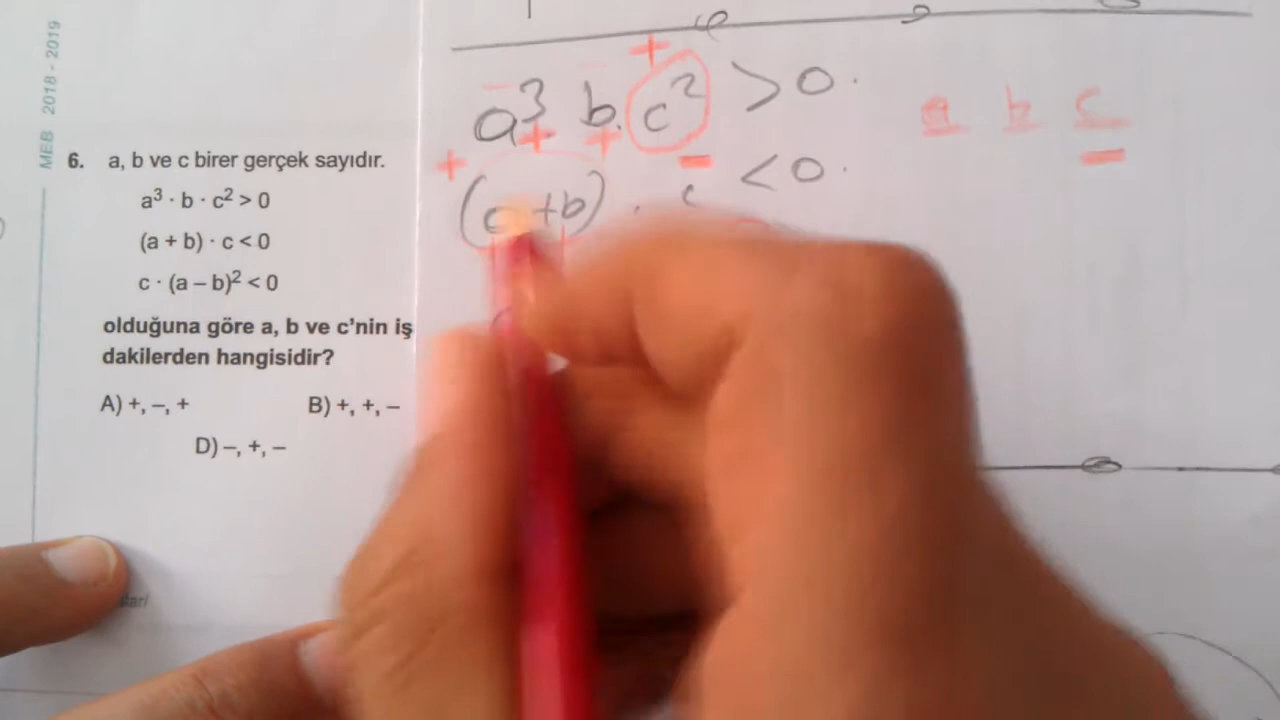 MEB 2018 - 2019
6. a, b ve c birer gerçek sayıdır.
a³ · b · c² > 0
(a + b) · c < 0
c · (a – b)² < 0
olduğuna göre a, b ve c'nin iş
dakilerden hangisidir?
A) +, –, +
B) +, +, –
D) –, +, –
a³ b. c² > 0.
+ + +
+ –
+b) . < 0.
a b c
–